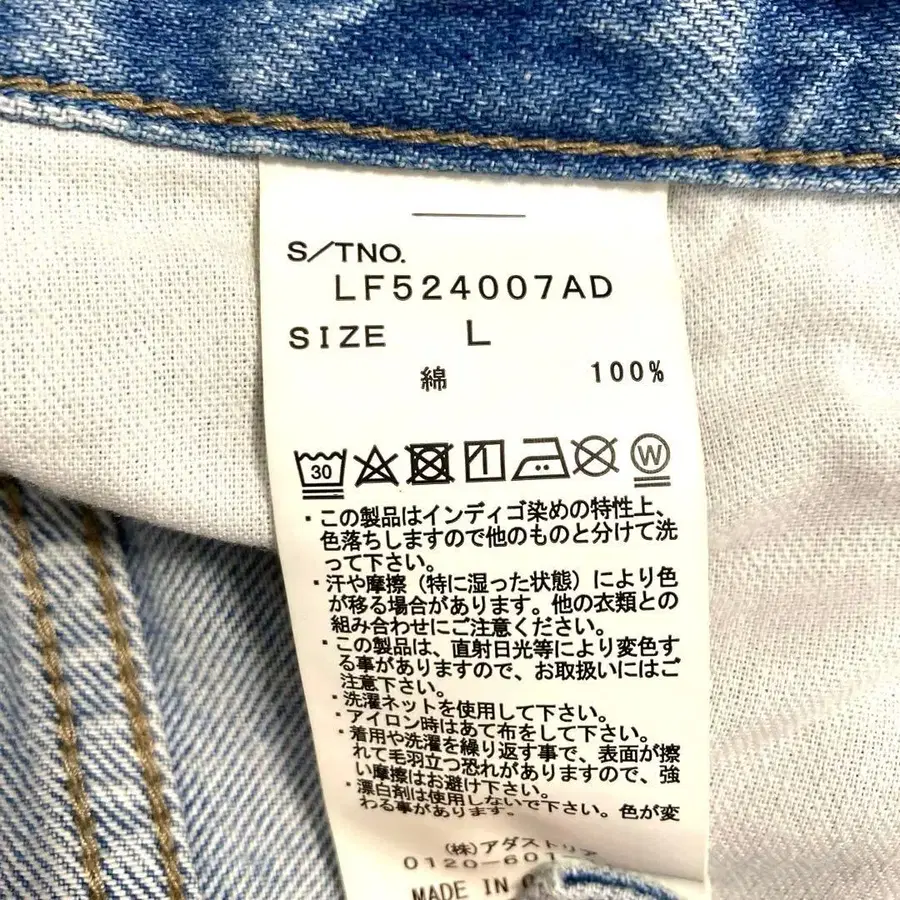 S/TNO.
LF524007AD
SIZE L
綿 100%
30 W
・この製品はインディゴ染めの特性上、
色落ちしますので他のものと分けて洗
って下さい。
・汗や摩擦（特に湿った状態）により色
が移る場合があります。他の衣類との
組み合わせにご注意ください。
・この製品は、直射日光等により変色す
る事がありますので、お取扱いにはご
注意下さい。
・洗濯ネットを使用して下さい。
・アイロン時はあて布をして下さい。
・着用や洗濯を繰り返す事で、表面が擦
れて毛羽立つ恐れがありますので、強
い摩擦はお避け下さい。
・漂白剤は使用しないで下さい。色が変
わる事があります。
(株)アダストリア
0120-601
MADE IN